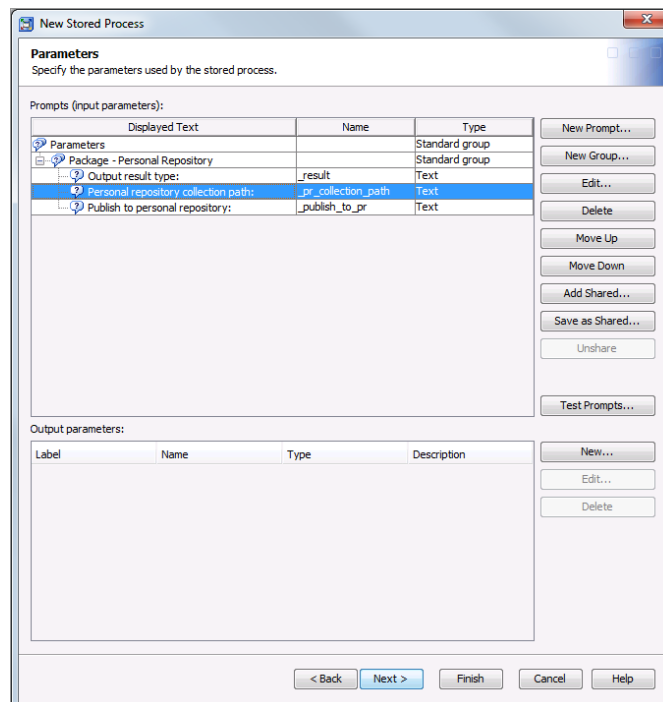 New Stored Process
Parameters
Specify the parameters used by the stored process.
Prompts (input parameters):
Displayed Text Name Type
Parameters Standard group
Package - Personal Repository Standard group
Output result type: _result Text
Personal repository collection path: _pr_collection_path Text
Publish to personal repository: _publish_to_pr Text
New Prompt...
New Group...
Edit...
Delete
Move Up
Move Down
Add Shared...
Save as Shared...
Unshare
Test Prompts...
Output parameters:
Label Name Type Description
New...
Edit...
Delete
< Back Next > Finish Cancel Help